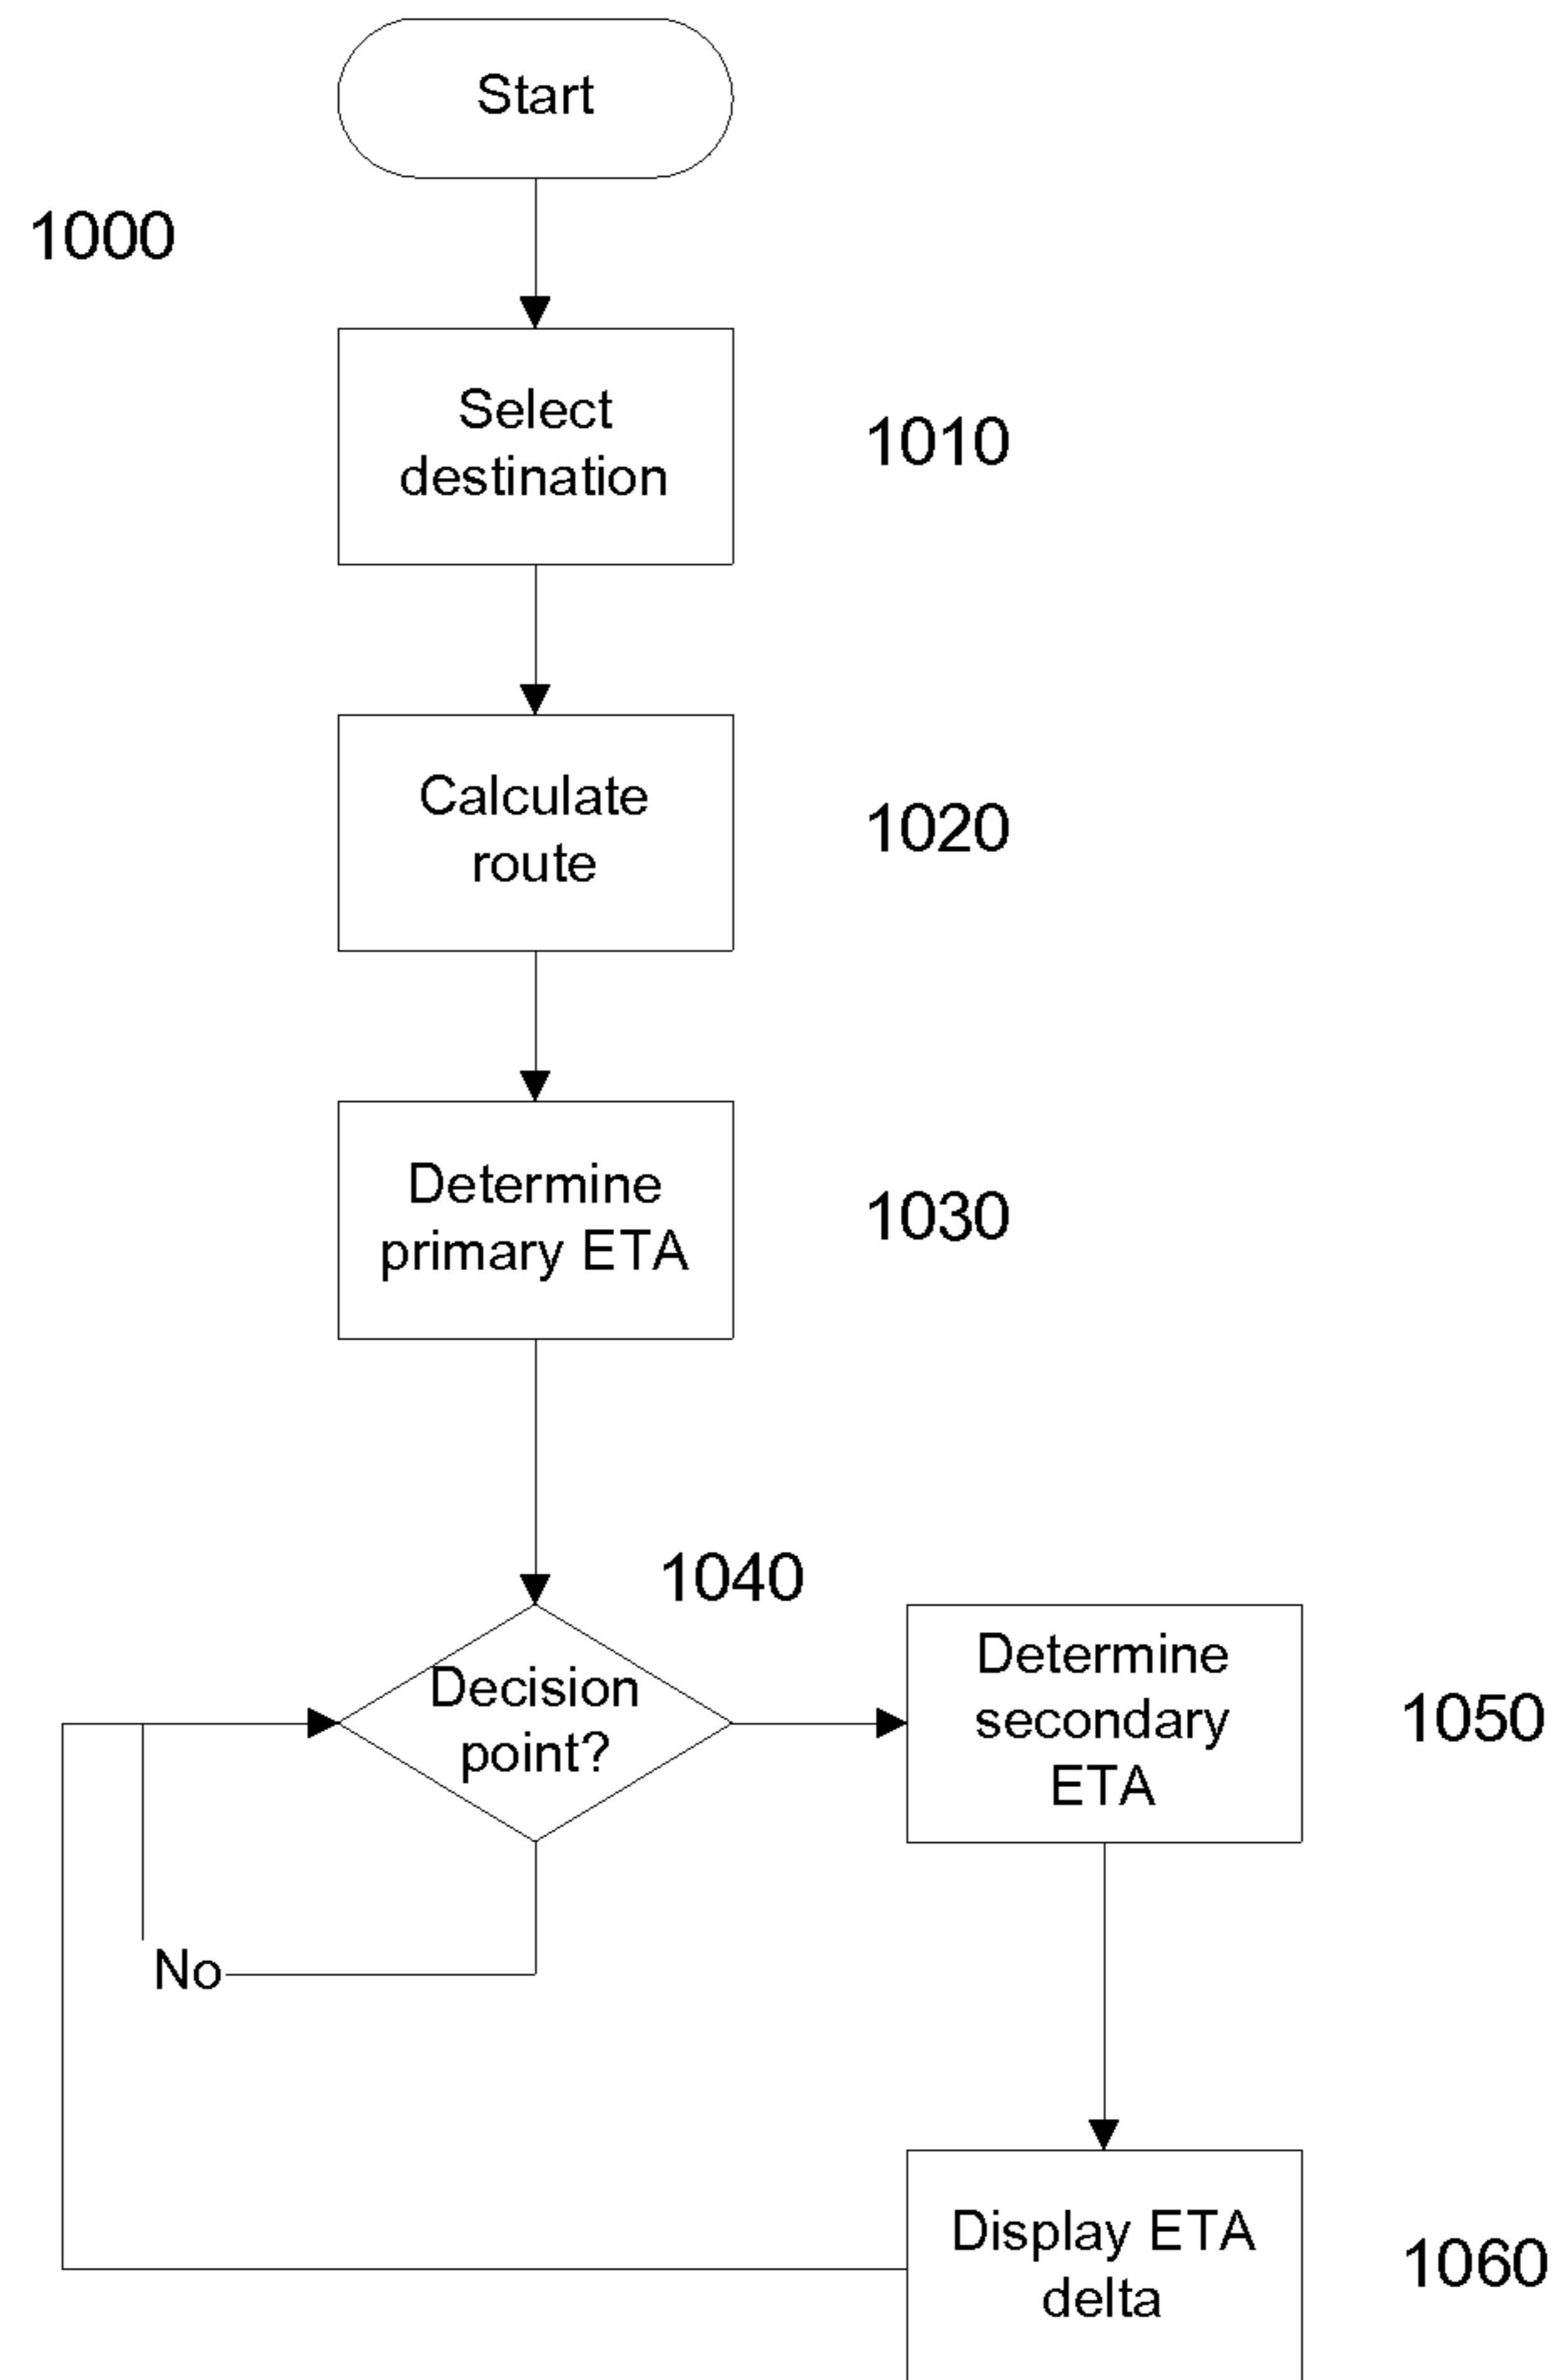 Start
1000
Select
destination
1010
Calculate
route
1020
Determine
primary ETA
1030
1040
Decision
point?
Determine
secondary
ETA
1050
No
Display ETA
delta
1060